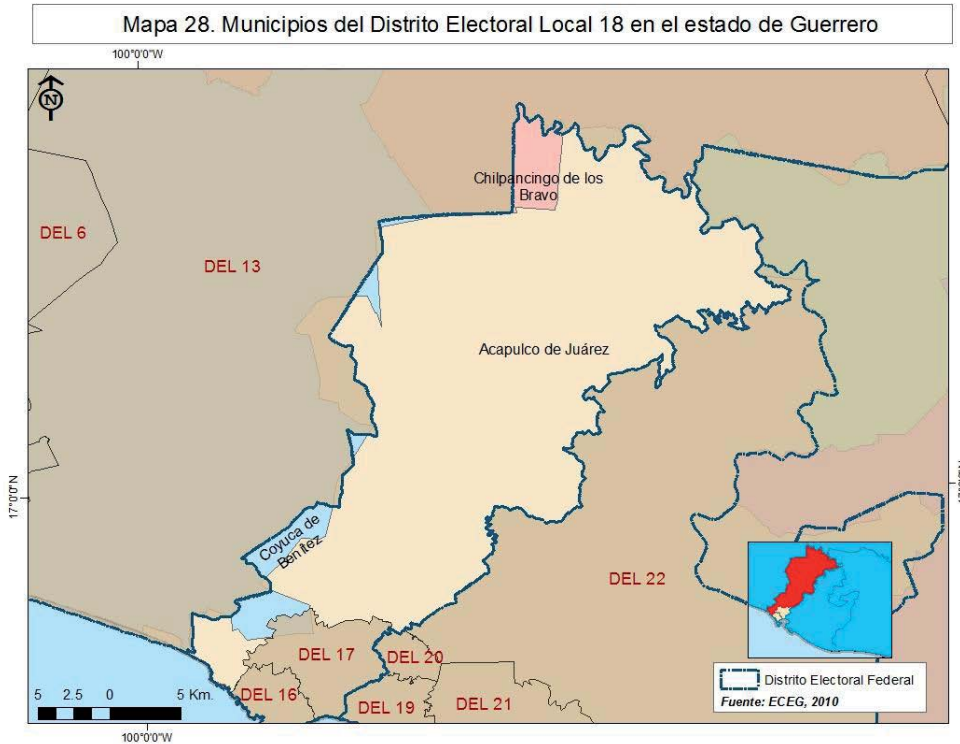 Mapa 28. Municipios del Distrito Electoral Local 18 en el estado de Guerrero
100°0'0"W
N
Chilpancingo de los
Bravo
DEL 6
DEL 13
Acapulco de Juárez
17°0'0"N
17°0'0"N
Coyuca de
Benítez
DEL 22
DEL 17
DEL 20
DEL 16
DEL 19
DEL 21
5 2.5 0 5 Km.
Distrito Electoral Federal
Fuente: ECEG, 2010
100°0'0"W